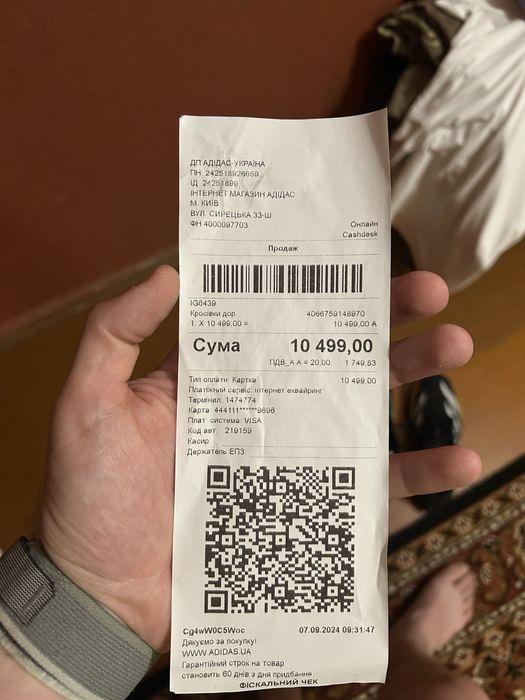 ДП АДІДАС-УКРАЇНА
ПН 242518926659
ІД 24251899
ІНТЕРНЕТ МАГАЗИН АДІДАС
М. КИЇВ
ВУЛ. СИРЕЦЬКА 33-Ш
ФН 4000097703 Онлайн
Cashdesk
Продаж
IG6439
Кросівки дор. 4066759148970
1. X 10 499,00 = 10 499,00 А
Сума 10 499,00
ПДВ_А А = 20,00 1 749,83
Тип оплати: Картка 10 499,00
Платіжний сервіс: інтернет еквайринг
Термінал: 1474774
Карта 444111******9696
Плат. система: VISA
Код авт. 219159
Касир
Держатель ЕПЗ:
Cg4wW0C5Woc 07.09.2024 09:31:47
Дякуємо за покупку!
WWW.ADIDAS.UA
Гарантійний строк на товар
становить 60 днів з дня придбання
ФІСКАЛЬНИЙ ЧЕК